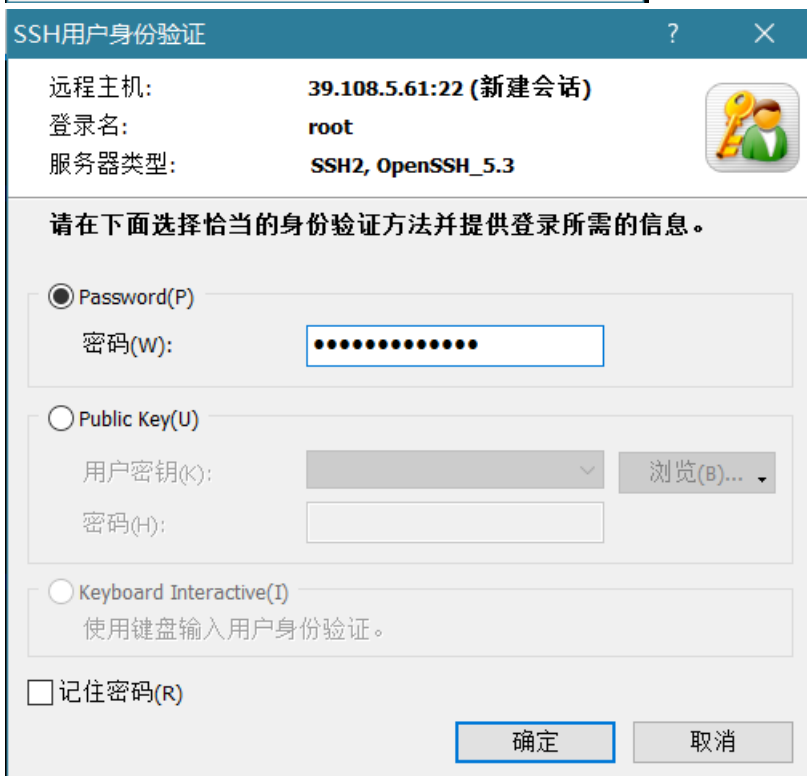 SSH用户身份验证
远程主机: 39.108.5.61:22 (新建会话)
登录名: root
服务器类型: SSH2, OpenSSH_5.3
请在下面选择恰当的身份验证方法并提供登录所需的信息。
Password(P)
密码(W): •••••••••••••
Public Key(U)
用户密钥(K): 浏览(B)...
密码(H):
Keyboard Interactive(I)
使用键盘输入用户身份验证。
记住密码(R)
确定 取消